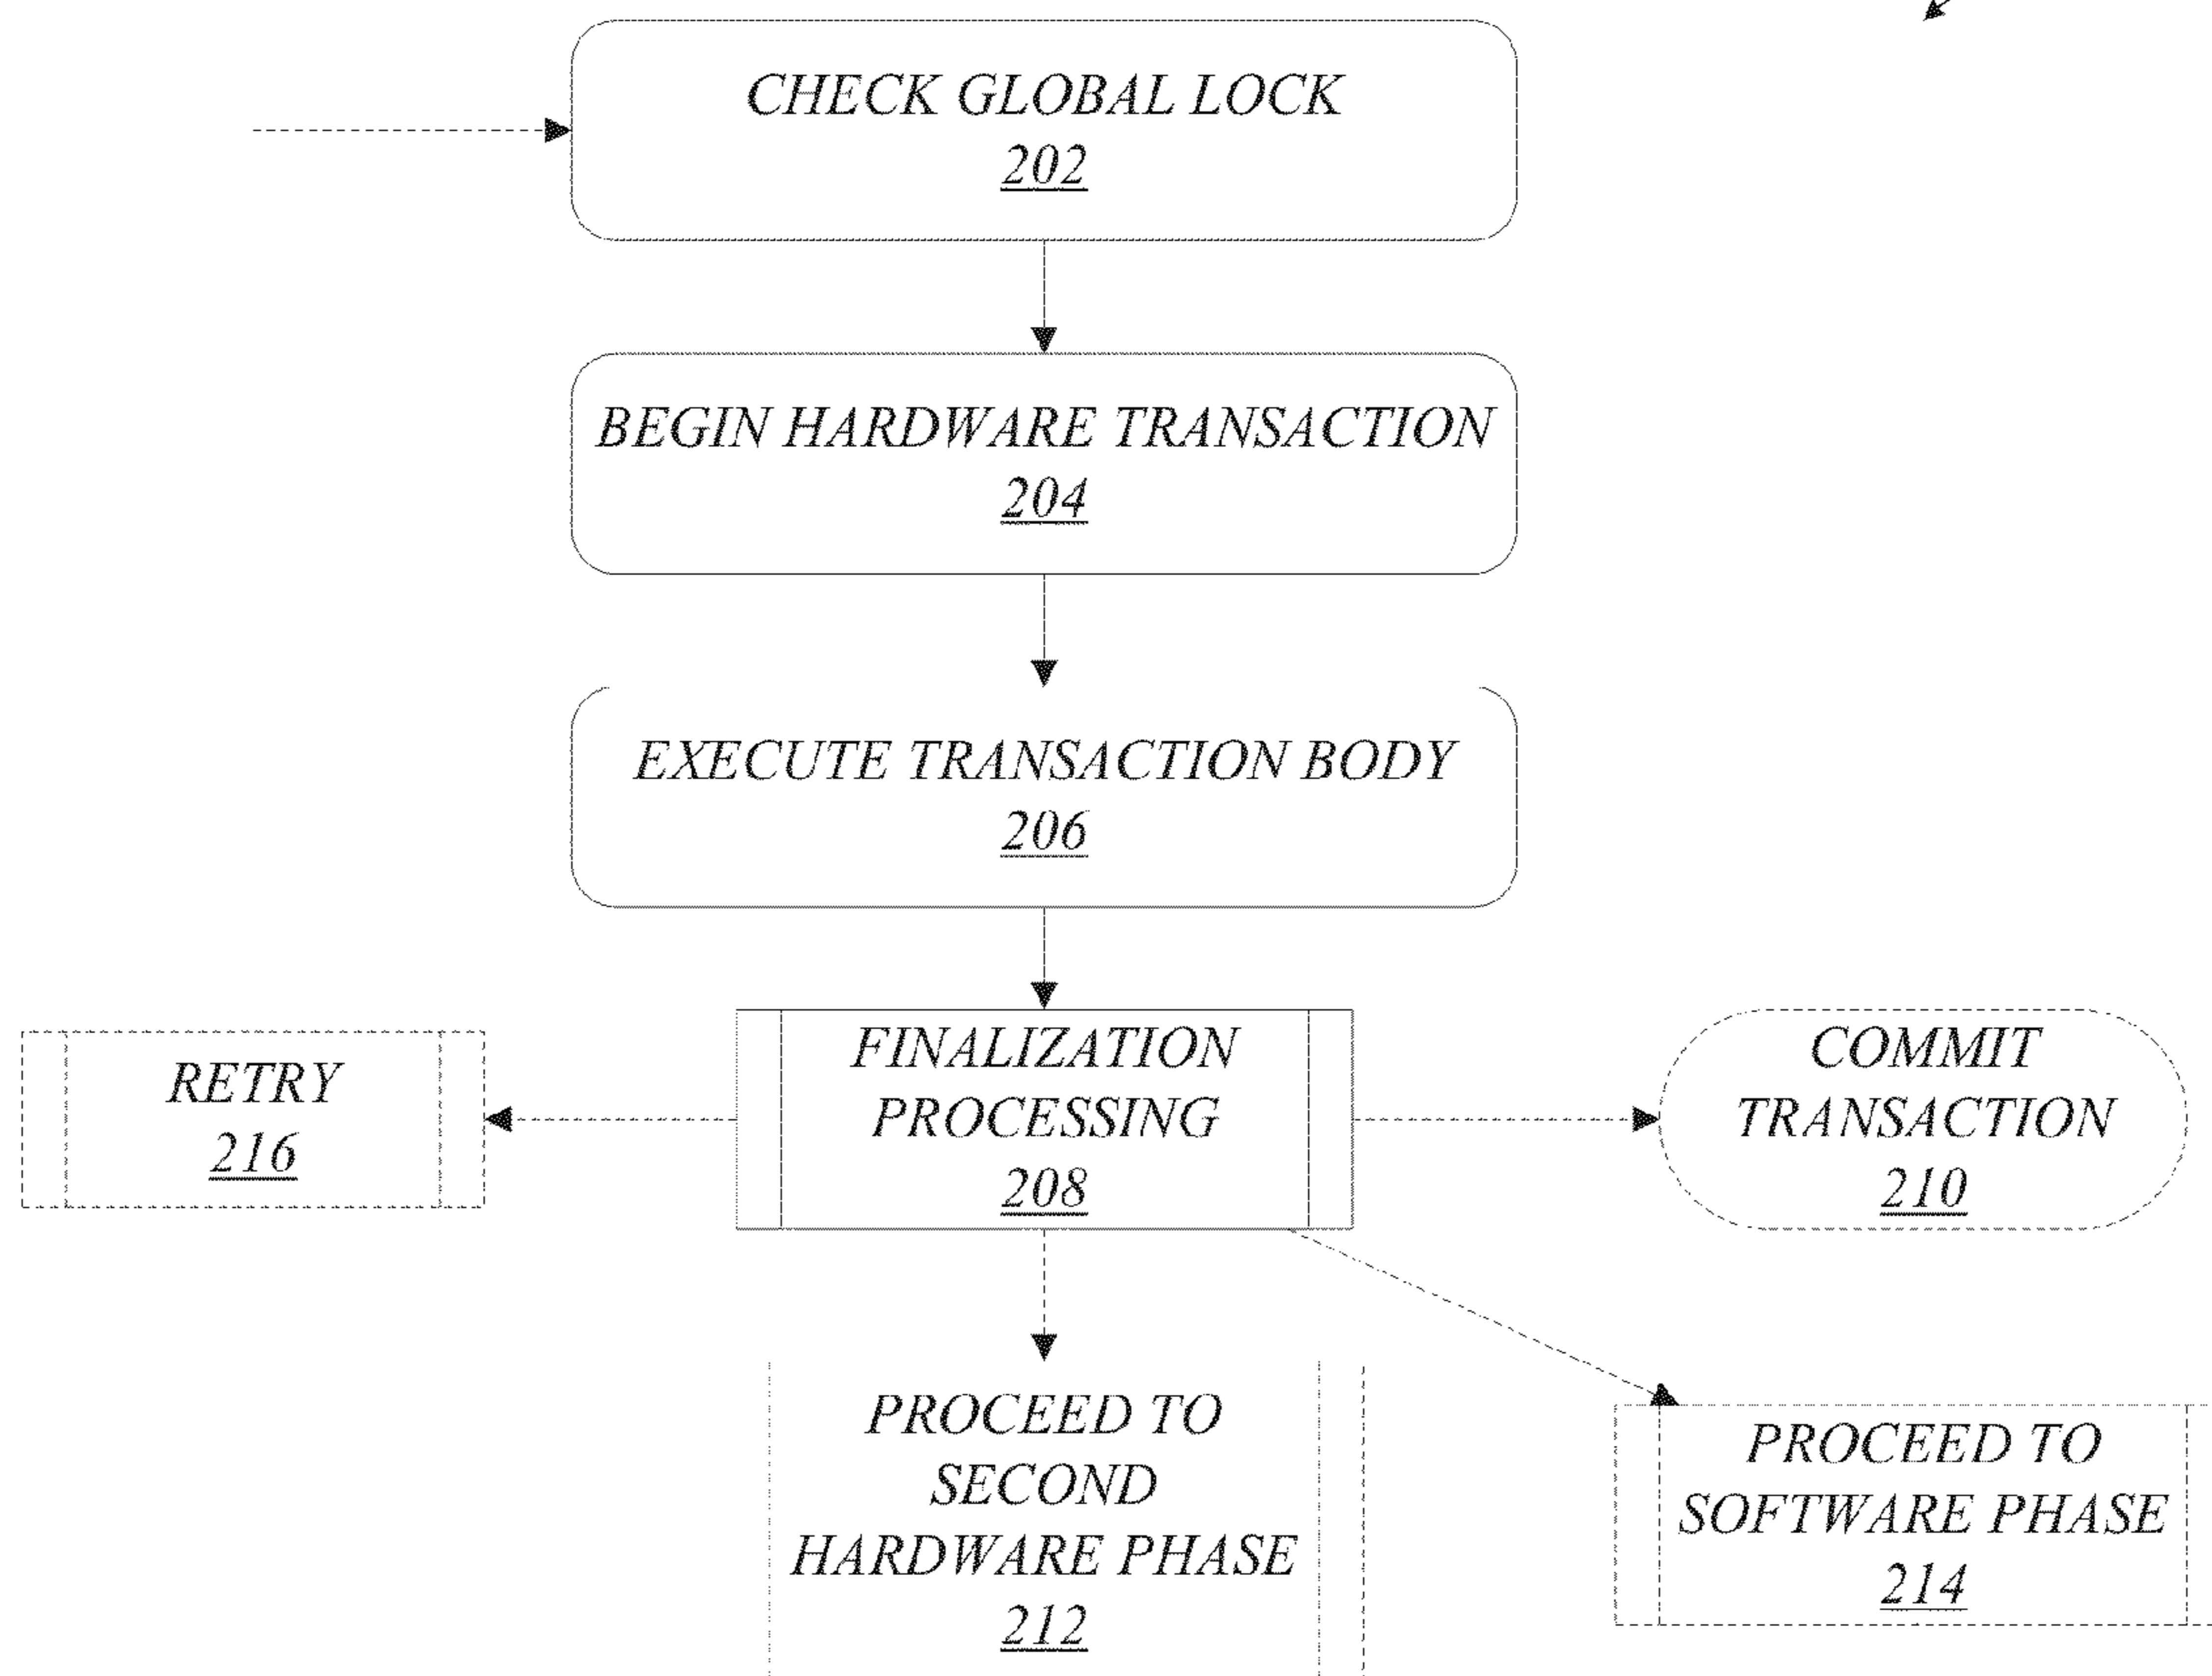 CHECK GLOBAL LOCK
202
BEGIN HARDWARE TRANSACTION
204
EXECUTE TRANSACTION BODY
206
RETRY
216
FINALIZATION
PROCESSING
208
COMMIT
TRANSACTION
210
PROCEED TO
SECOND
HARDWARE PHASE
212
PROCEED TO
SOFTWARE PHASE
214